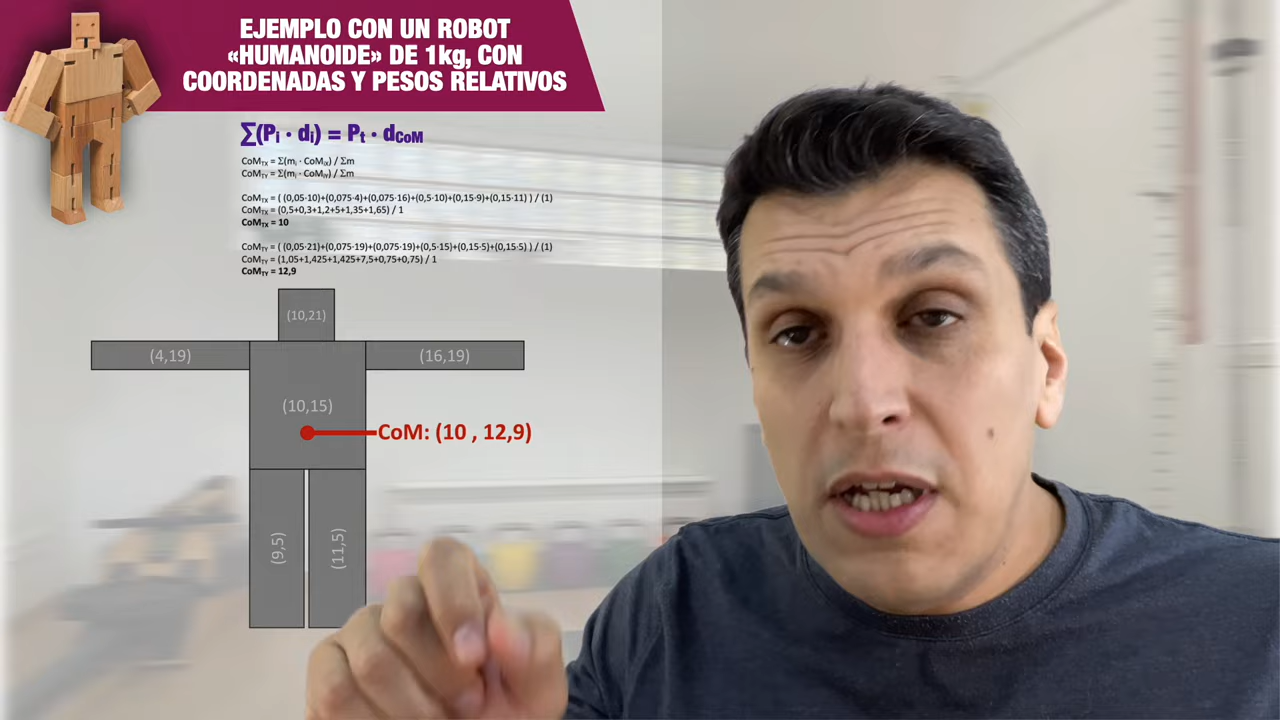 EJEMPLO CON UN ROBOT
«HUMANOIDE» DE 1kg, CON
COORDENADAS Y PESOS RELATIVOS
∑(Pi · di) = Pt · dCoM
CoMTX = Σ(mi · CoMiX) / Σm
CoMTY = Σ(mi · CoMiY) / Σm
CoMTX = ( (0,05·10)+(0,075·4)+(0,075·16)+(0,5·10)+(0,15·9)+(0,15·11) ) / (1)
CoMTX = (0,5+0,3+1,2+5+1,35+1,65) / 1
CoMTX = 10
CoMTY = ( (0,05·21)+(0,075·19)+(0,075·19)+(0,5·15)+(0,15·5)+(0,15·5) ) / (1)
CoMTY = (1,05+1,425+1,425+7,5+0,75+0,75) / 1
CoMTY = 12,9
(10,21)
(4,19)
(16,19)
(10,15)
CoM: (10 , 12,9)
(9,5)
(11,5)